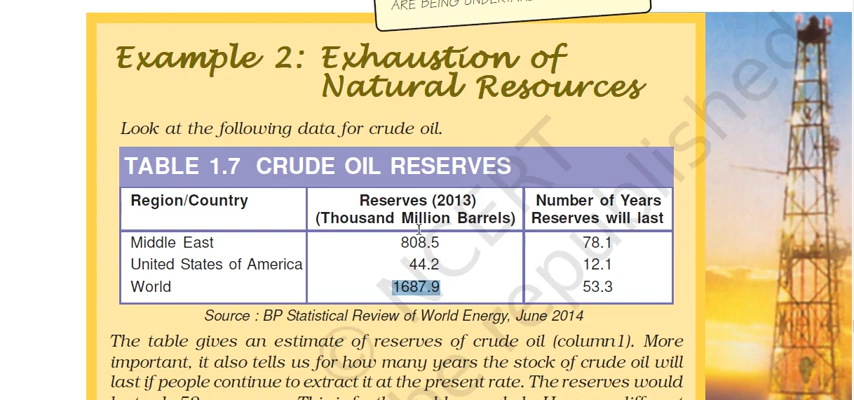 ARE BEING
Example 2: Exhaustion of
Natural Resources
Look at the following data for crude oil.
TABLE 1.7 CRUDE OIL RESERVES
Region/Country Reserves (2013) Number of Years
(Thousand Million Barrels) Reserves will last
Middle East 808.5 78.1
United States of America 44.2 12.1
World 1687.9 53.3
Source : BP Statistical Review of World Energy, June 2014
The table gives an estimate of reserves of crude oil (column1). More
important, it also tells us for how many years the stock of crude oil will
last if people continue to extract it at the present rate. The reserves would
© NCERT
be republished